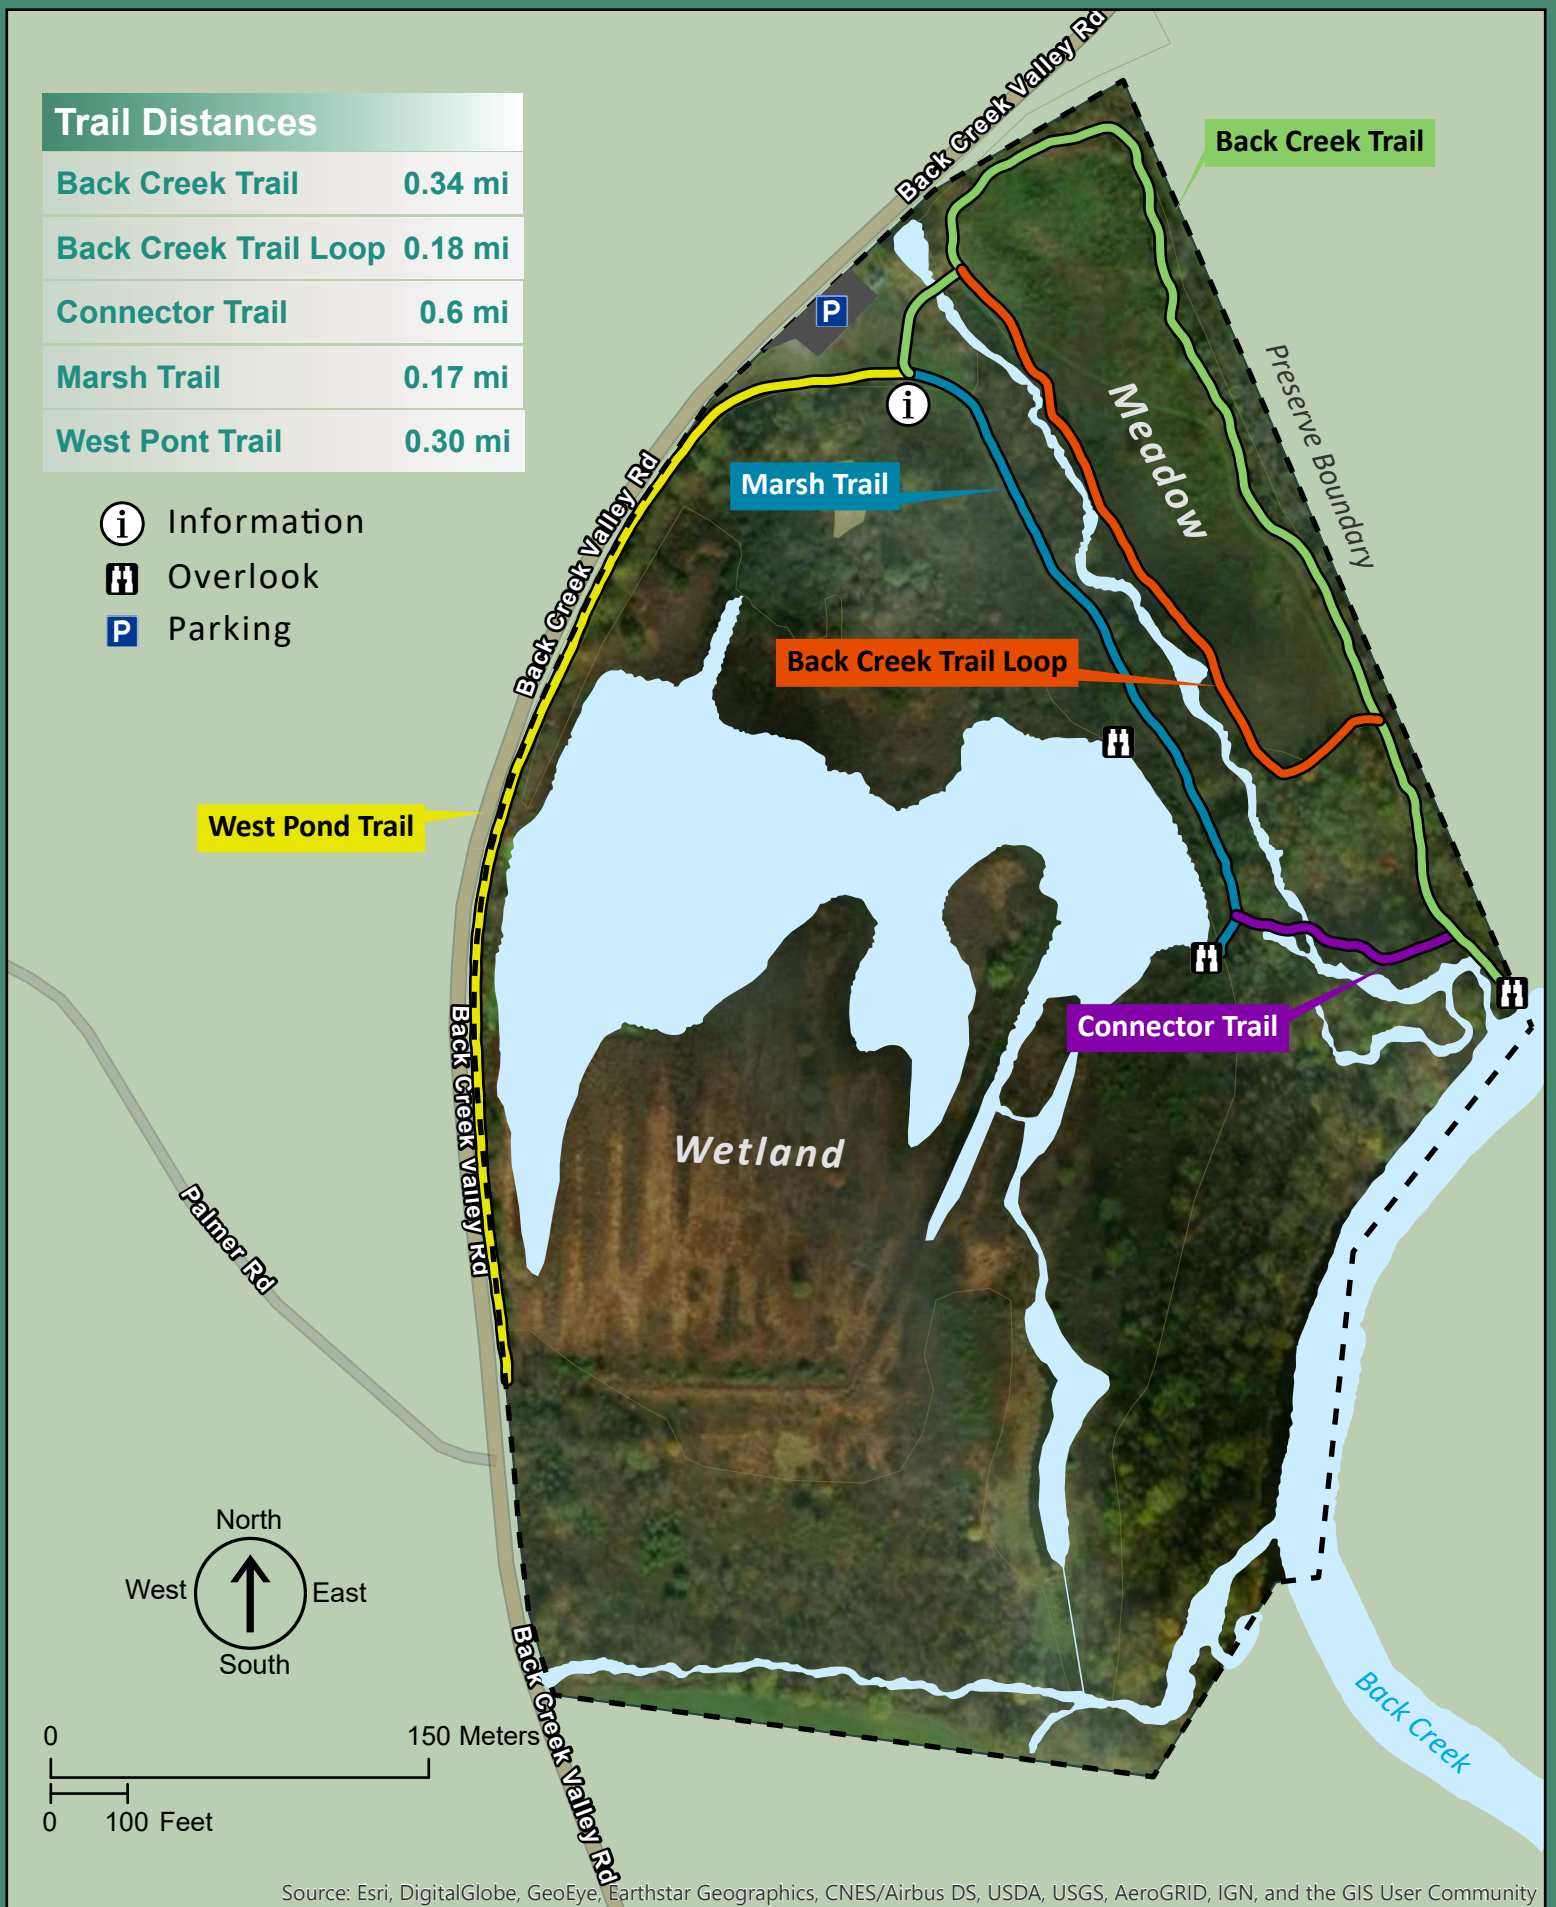 Back Creek Valley Rd
Trail Distances
Back Creek Trail 0.34 mi
Back Creek Trail Loop 0.18 mi
Connector Trail 0.6 mi
Marsh Trail 0.17 mi
West Pont Trail 0.30 mi
i Information
Overlook
P Parking
Back Creek Trail
P
i
Meadow
Preserve Boundary
Marsh Trail
Back Creek Valley Rd
Back Creek Trail Loop
West Pond Trail
Connector Trail
Back Creek Valley Rd
Wetland
Palmer Rd
North
West East
South
Back Creek Valley Rd
Back Creek
0 150 Meters
0 100 Feet
Source: Esri, DigitalGlobe, GeoEye, Earthstar Geographics, CNES/Airbus DS, USDA, USGS, AeroGRID, IGN, and the GIS User Community